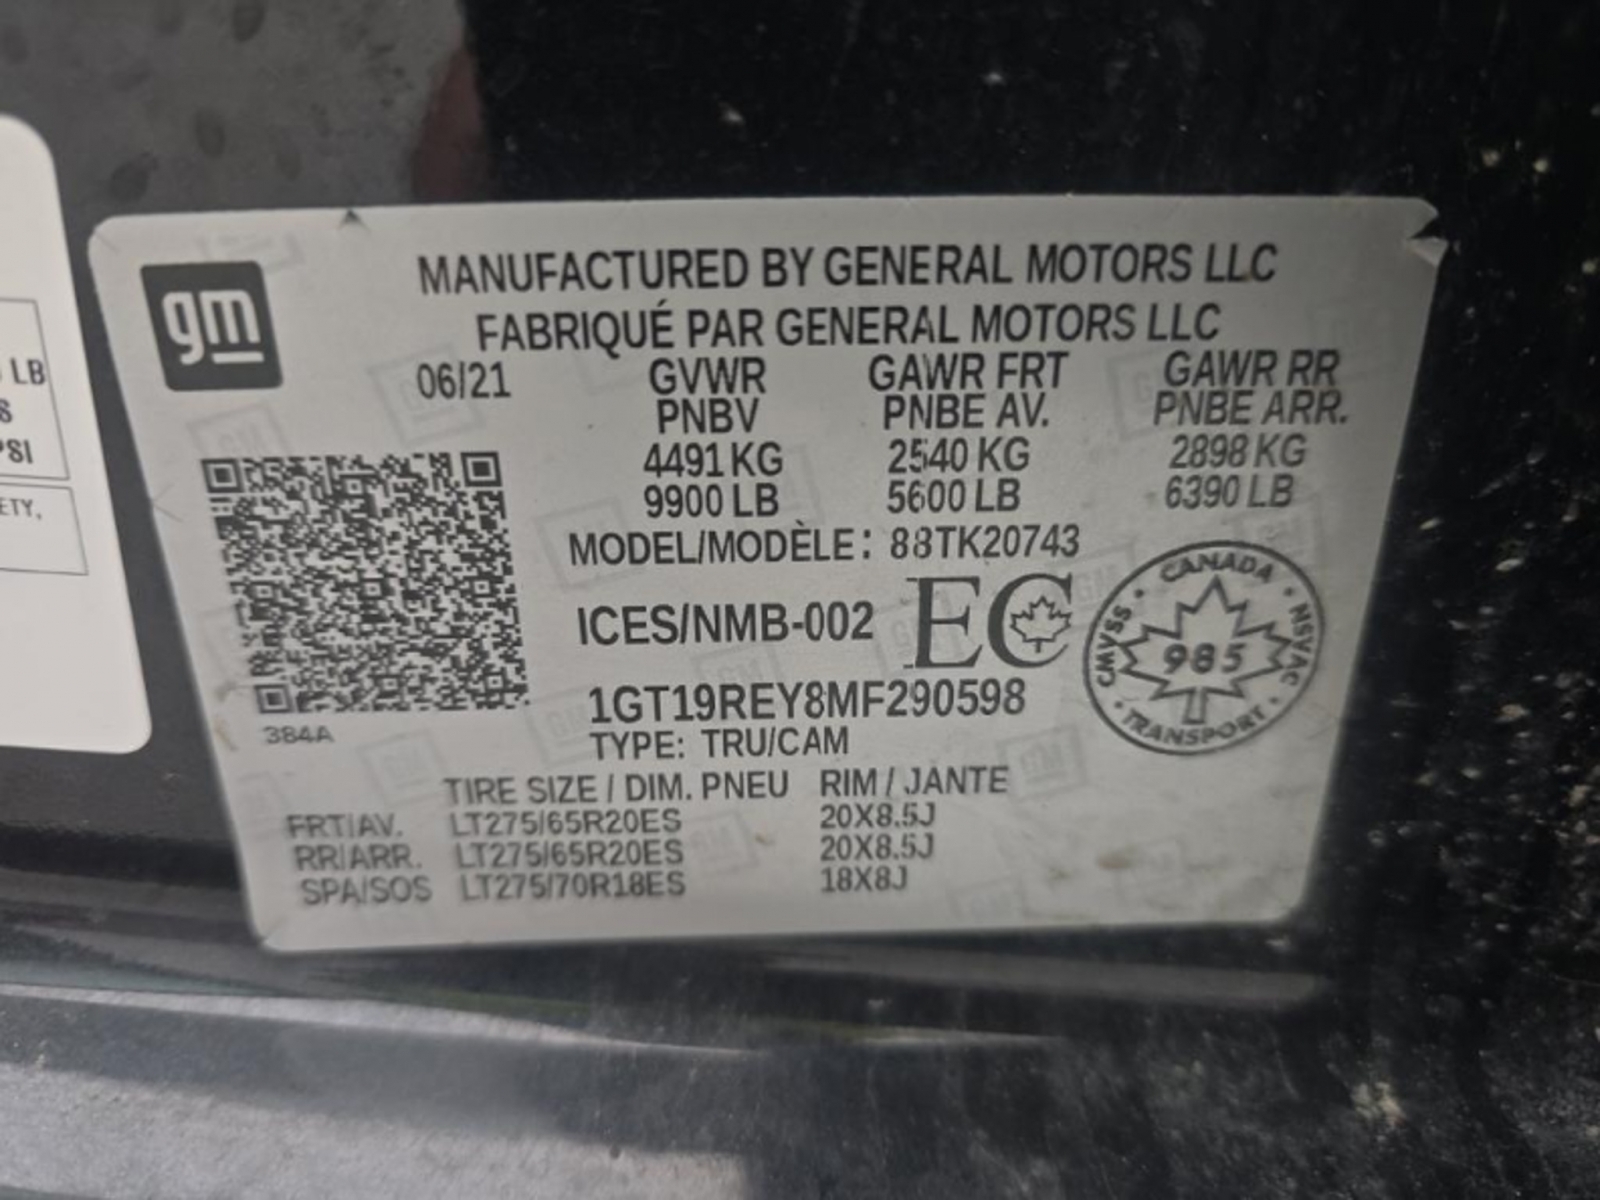 LB
S
PSI
ETY,
gm
MANUFACTURED BY GENERAL MOTORS LLC
FABRIQUÉ PAR GENERAL MOTORS LLC
06/21 GVWR GAWR FRT GAWR RR
PNBV PNBE AV. PNBE ARR.
4491 KG 2540 KG 2898 KG
9900 LB 5600 LB 6390 LB
MODEL/MODÈLE: 88TK20743
ICES/NMB-002 EC
CANADA
CMVSS 985 NSVAC
TRANSPORT
1GT19REY8MF290598
384A
TYPE: TRU/CAM
TIRE SIZE / DIM. PNEU RIM / JANTE
FRT/AV. LT275/65R20ES 20X8.5J
RR/ARR. LT275/65R20ES 20X8.5J
SPA/SOS LT275/70R18ES 18X8J